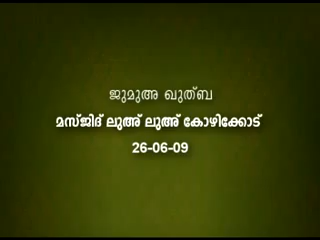 ജുമുഅ ഖുത്ബ
മസ്ജിദ് ലുഅ് ലുഅ് കോഴിക്കോട്
26-06-09